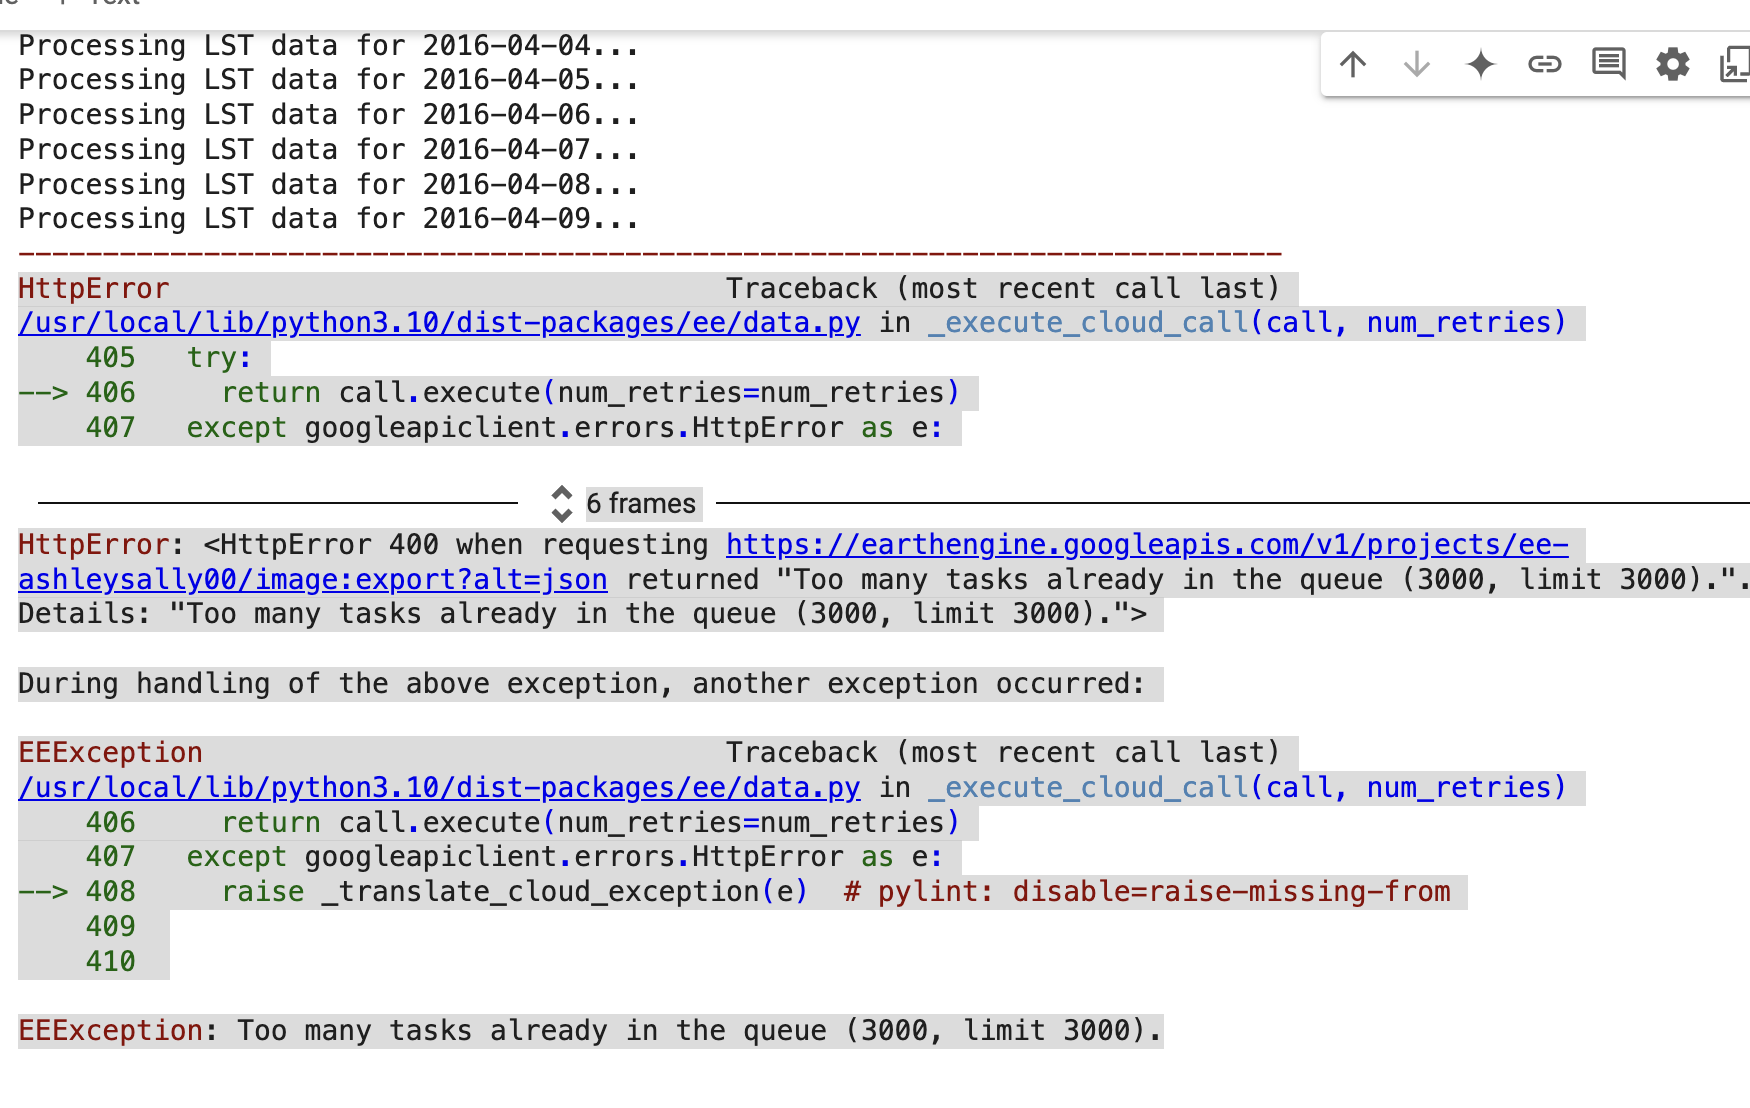 Processing LST data for 2016-04-04...
Processing LST data for 2016-04-05...
Processing LST data for 2016-04-06...
Processing LST data for 2016-04-07...
Processing LST data for 2016-04-08...
Processing LST data for 2016-04-09...
---------------------------------------------------------------------------
HttpError                                 Traceback (most recent call last)
/usr/local/lib/python3.10/dist-packages/ee/data.py in _execute_cloud_call(call, num_retries)
    405   try:
--> 406     return call.execute(num_retries=num_retries)
    407   except googleapiclient.errors.HttpError as e:
6 frames
HttpError: <HttpError 400 when requesting https://earthengine.googleapis.com/v1/projects/ee-
ashleysally00/image:export?alt=json returned "Too many tasks already in the queue (3000, limit 3000).".
Details: "Too many tasks already in the queue (3000, limit 3000).">
During handling of the above exception, another exception occurred:
EEException                               Traceback (most recent call last)
/usr/local/lib/python3.10/dist-packages/ee/data.py in _execute_cloud_call(call, num_retries)
    406     return call.execute(num_retries=num_retries)
    407   except googleapiclient.errors.HttpError as e:
--> 408     raise _translate_cloud_exception(e)  # pylint: disable=raise-missing-from
    409
    410
EEException: Too many tasks already in the queue (3000, limit 3000).